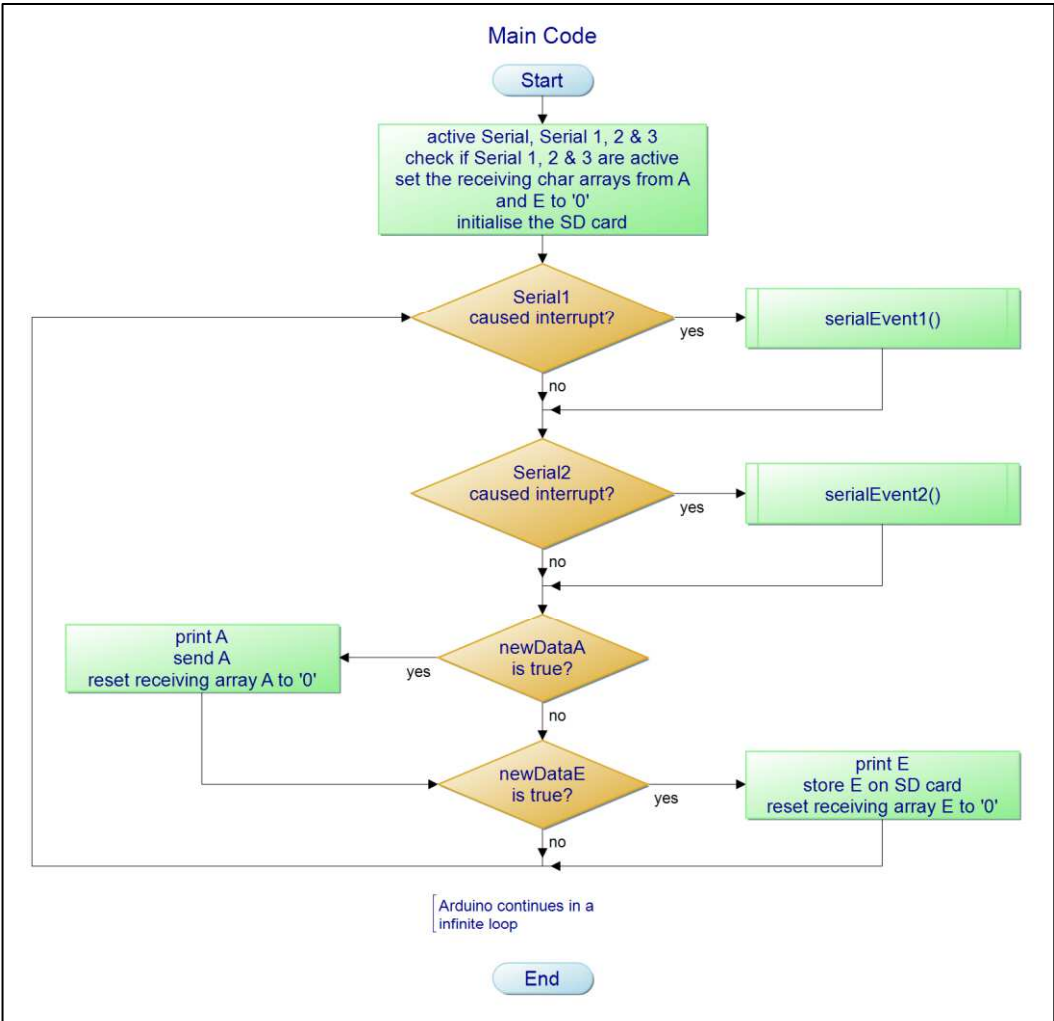 Main Code
Start
active Serial, Serial 1, 2 & 3
check if Serial 1, 2 & 3 are active
set the receiving char arrays from A
and E to '0'
initialise the SD card
Serial1
caused interrupt?
yes
serialEvent1()
no
Serial2
caused interrupt?
yes
serialEvent2()
no
newDataA
is true?
yes
print A
send A
reset receiving array A to '0'
no
newDataE
is true?
yes
print E
store E on SD card
reset receiving array E to '0'
no
Arduino continues in a
infinite loop
End